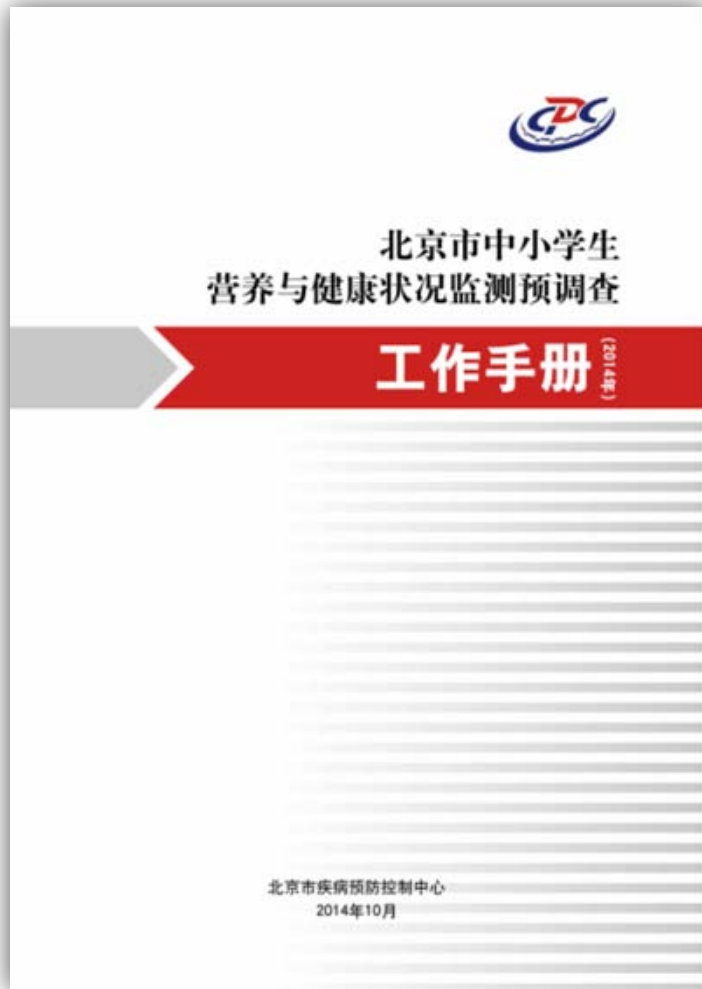 CDC
北京市中小学生
营养与健康状况监测预调查
工作手册
(2014年)
北京市疾病预防控制中心
2014年10月